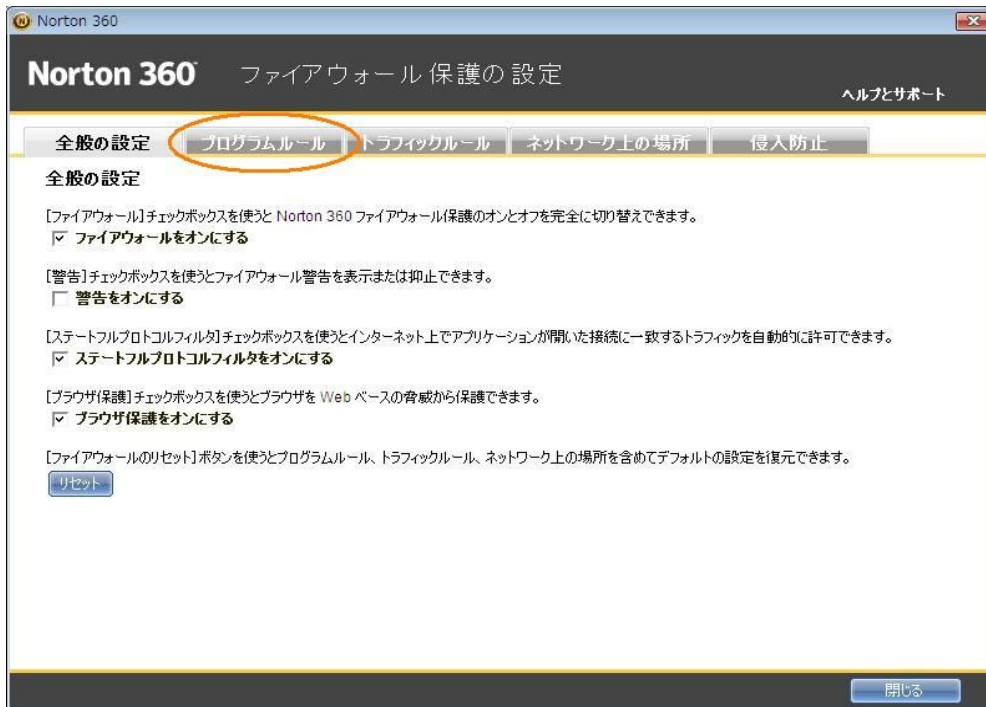 Norton 360
Norton 360 ファイアウォール保護の設定
ヘルプとサポート
全般の設定 プログラムルール トラフィックルール ネットワーク上の場所 侵入防止
全般の設定
[ファイアウォール]チェックボックスを使うと Norton 360 ファイアウォール保護のオンとオフを完全に切り替えできます。
ファイアウォールをオンにする
[警告]チェックボックスを使うとファイアウォール警告を表示または抑止できます。
警告をオンにする
[ステートフルプロトコルフィルタ]チェックボックスを使うとインターネット上でアプリケーションが開いた接続に一致するトラフィックを自動的に許可できます。
ステートフルプロトコルフィルタをオンにする
[ブラウザ保護]チェックボックスを使うとブラウザを Web ベースの脅威から保護できます。
ブラウザ保護をオンにする
[ファイアウォールのリセット]ボタンを使うとプログラムルール、トラフィックルール、ネットワーク上の場所を含めてデフォルトの設定を復元できます。
リセット
閉じる